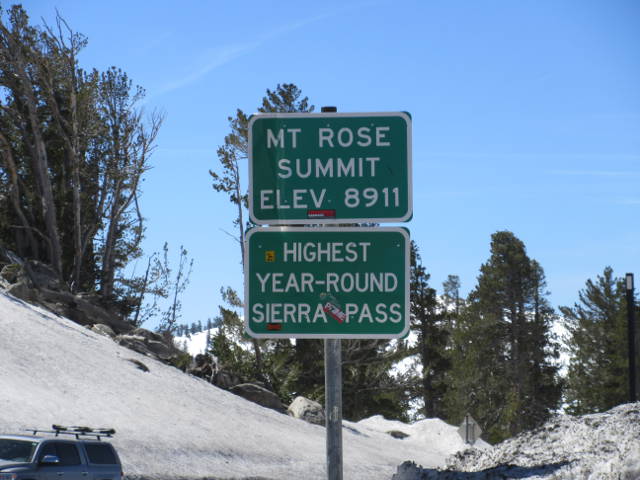 MT ROSE
SUMMIT
ELEV. 8911
HIGHEST
YEAR-ROUND
SIERRA PASS